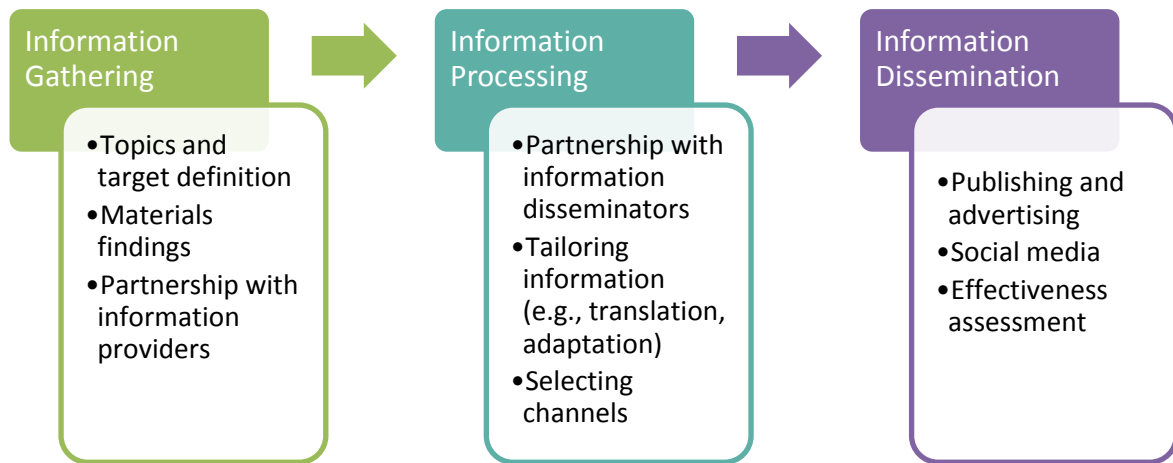 Information
Gathering
•Topics and
target definition
•Materials
findings
•Partnership with
information
providers
Information
Processing
•Partnership with
information
disseminators
•Tailoring
information
(e.g., translation,
adaptation)
•Selecting
channels
Information
Dissemination
•Publishing and
advertising
•Social media
•Effectiveness
assessment